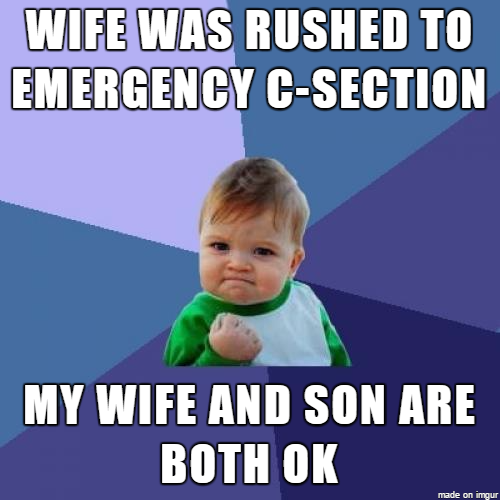 WIFE WAS RUSHED TO
EMERGENCY C-SECTION
MY WIFE AND SON ARE
BOTH OK
made on imgur